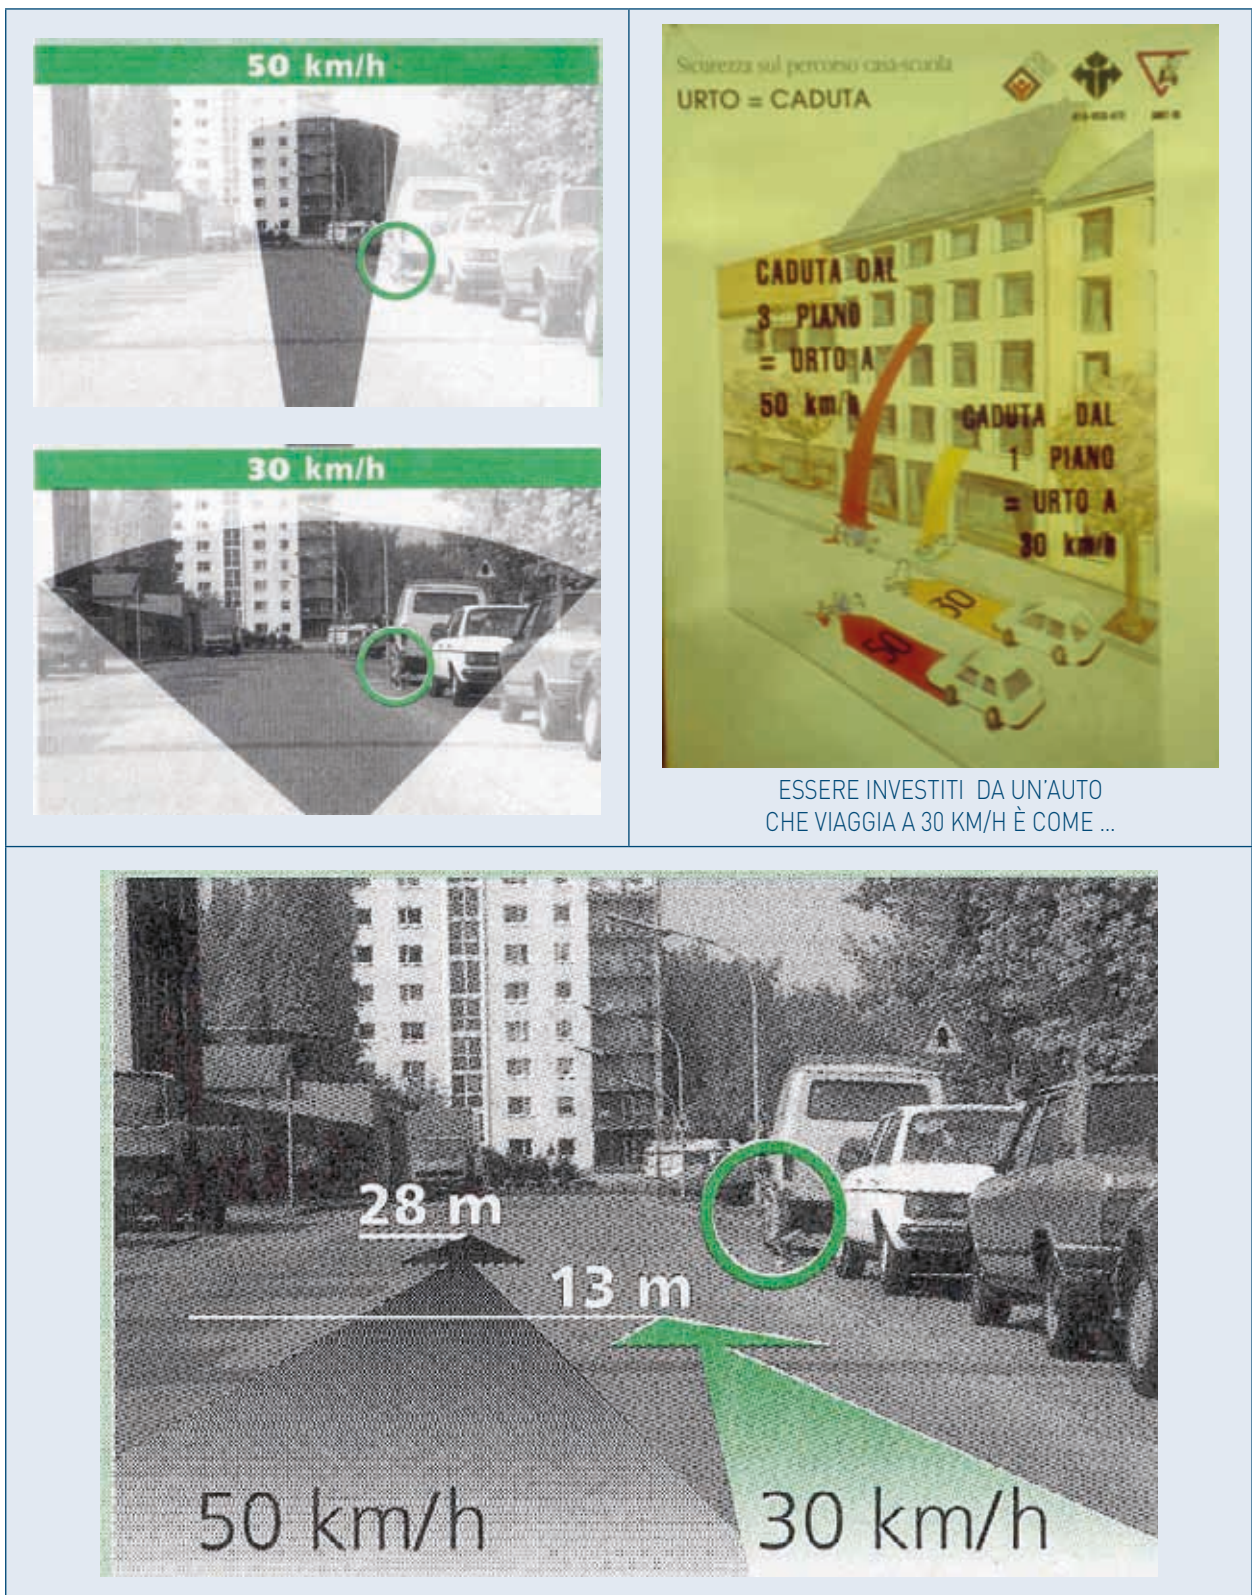 50 km/h
30 km/h
Sicurezza sul percorso casa-scuola
URTO = CADUTA
CADUTA DAL
3 PIANO
= URTO A
50 km/h
CADUTA DAL
1° PIANO
= URTO A
30 km/h
30
50
ESSERE INVESTITI DA UN'AUTO
CHE VIAGGIA A 30 KM/H È COME ...
28 m
13 m
50 km/h
30 km/h